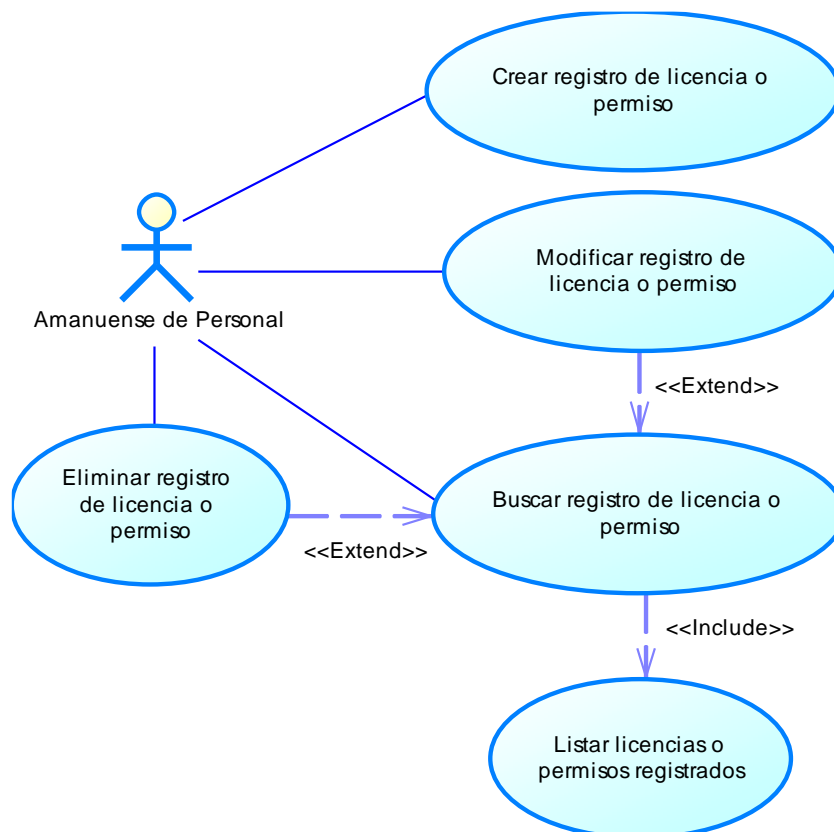 Crear registro de licencia o
permiso
Modificar registro de
licencia o permiso
Amanuense de Personal
<<Extend>>
Eliminar registro
de licencia o
permiso
Buscar registro de licencia o
permiso
<<Extend>>
<<Include>>
Listar licencias o
permisos registrados